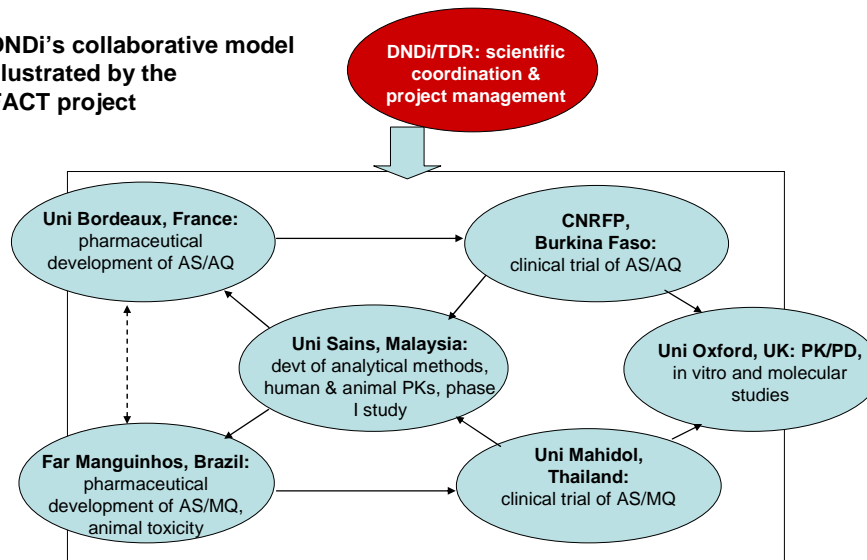 DNDi’s collaborative model
llustrated by the
FACT project
DNDi/TDR: scientific
coordination &
project management
Uni Bordeaux, France:
pharmaceutical
development of AS/AQ
CNRFP,
Burkina Faso:
clinical trial of AS/AQ
Uni Sains, Malaysia:
devt of analytical methods,
human & animal PKs, phase
I study
Uni Oxford, UK: PK/PD,
in vitro and molecular
studies
Far Manguinhos, Brazil:
pharmaceutical
development of AS/MQ,
animal toxicity
Uni Mahidol,
Thailand:
clinical trial of AS/MQ